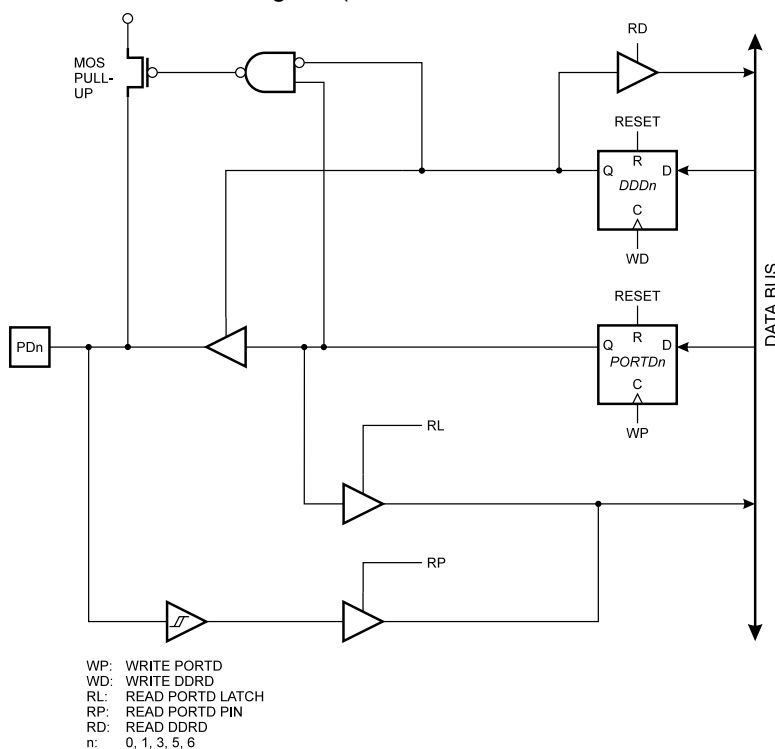 MOS
PULL-
UP
RD
RESET
R
Q
D
DDDn
C
WD
RESET
R
Q
D
PORTDn
C
WP
PDn
DATA BUS
RL
RP
WP: WRITE PORTD
WD: WRITE DDRD
RL: READ PORTD LATCH
RP: READ PORTD PIN
RD: READ DDRD
n: 0, 1, 3, 5, 6